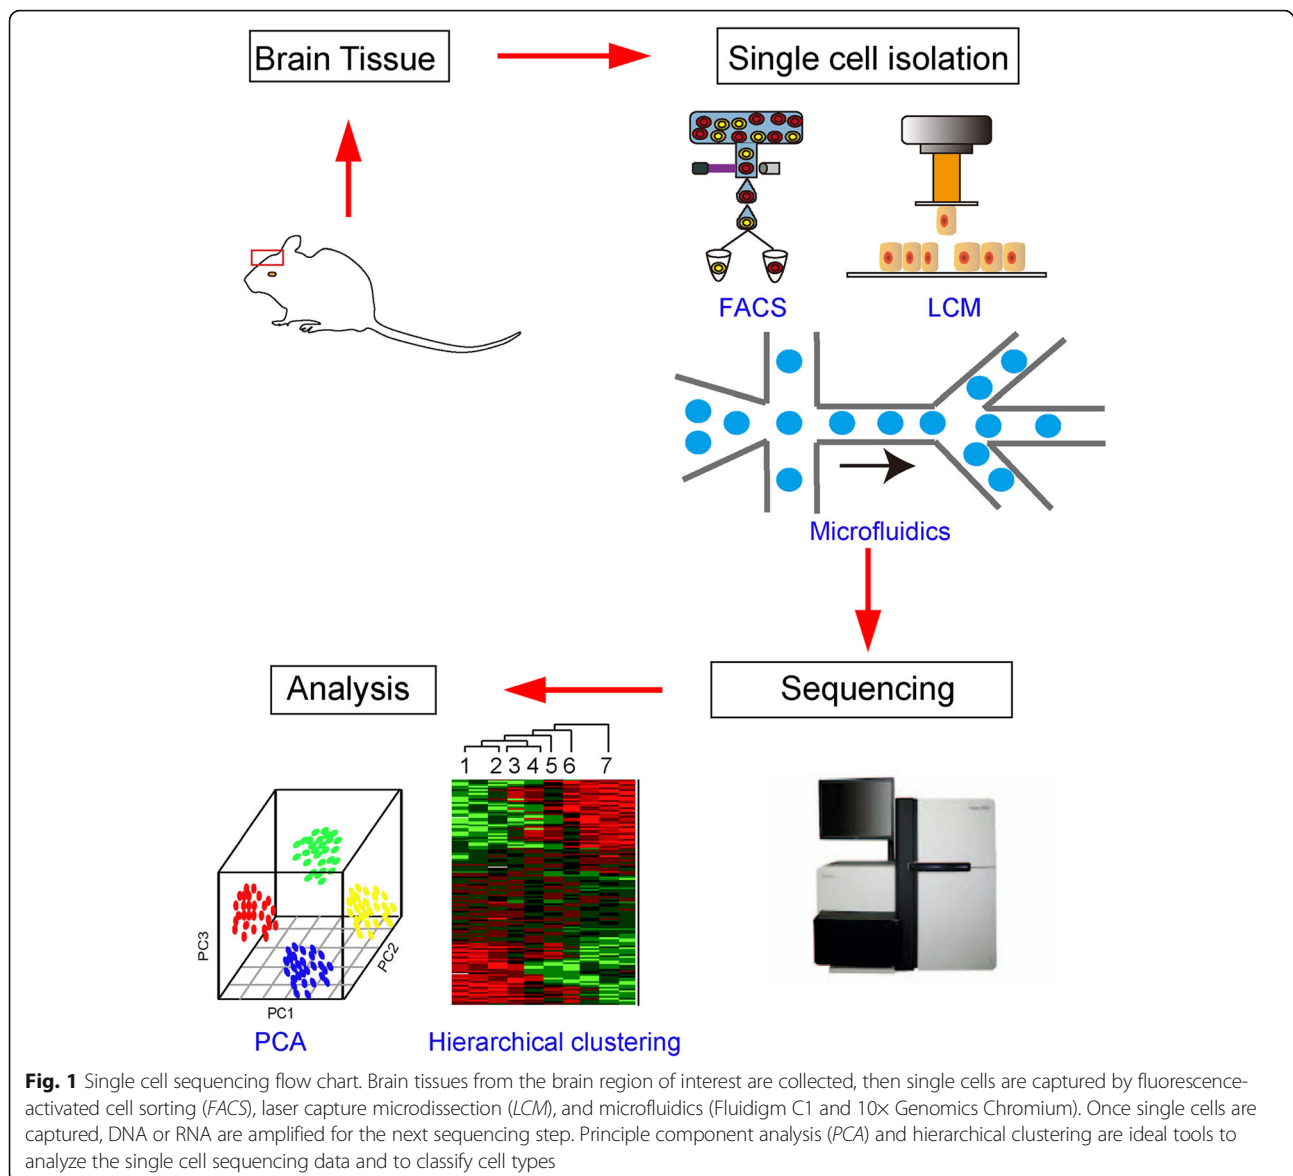 Brain Tissue
Single cell isolation
FACS
LCM
Microfluidics
Analysis
Sequencing
1 2 3 4 5 6 7
PC3
PC2
PC1
PCA
Hierarchical clustering
Fig. 1 Single cell sequencing flow chart. Brain tissues from the brain region of interest are collected, then single cells are captured by fluorescence-
activated cell sorting (FACS), laser capture microdissection (LCM), and microfluidics (Fluidigm C1 and 10× Genomics Chromium). Once single cells are
captured, DNA or RNA are amplified for the next sequencing step. Principle component analysis (PCA) and hierarchical clustering are ideal tools to
analyze the single cell sequencing data and to classify cell types